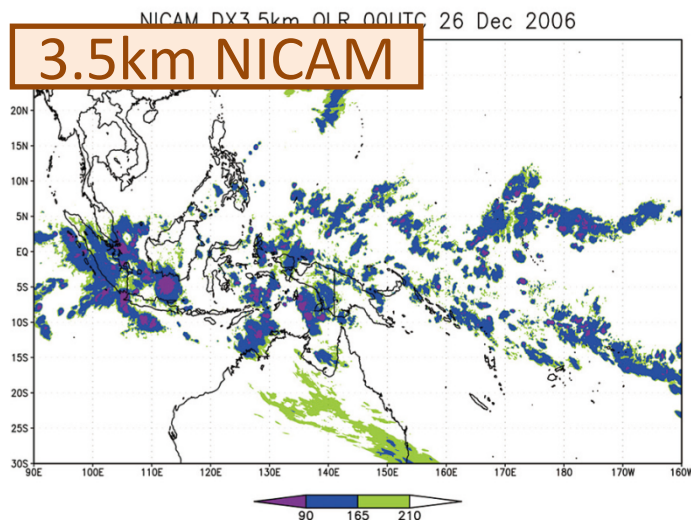 NICAM DX3.5km OLR 00UTC 26 Dec 2006
3.5km NICAM
20N
15N
10N
5N
EQ
5S
10S
15S
20S
25S
30S
90E 100E 110E 120E 130E 140E 150E 160E 170E 180 170W 160W
90 165 210